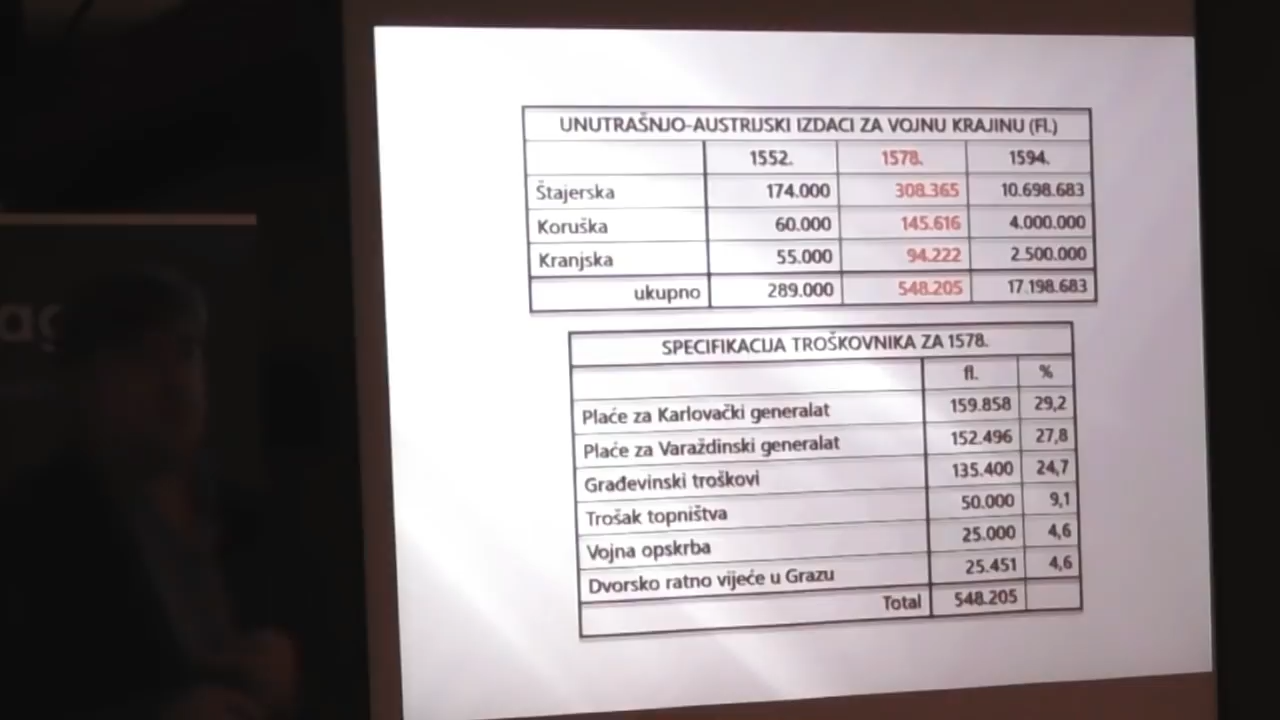 UNUTRAŠNJO-AUSTRIJSKI IZDACI ZA VOJNU KRAJINU (Fl.)
1552. 1578. 1594.
Štajerska 174.000 308.365 10.698.683
Koruška 60.000 145.616 4.000.000
Kranjska 55.000 94.222 2.500.000
ukupno 289.000 548.205 17.198.683
SPECIFIKACIJA TROŠKOVNIKA ZA 1578.
fl. %
Plaće za Karlovački generalat 159.858 29,2
Plaće za Varaždinski generalat 152.496 27,8
Građevinski troškovi 135.400 24,7
Trošak topništva 50.000 9,1
Vojna opskrba 25.000 4,6
Dvorsko ratno vijeće u Grazu 25.451 4,6
Total 548.205